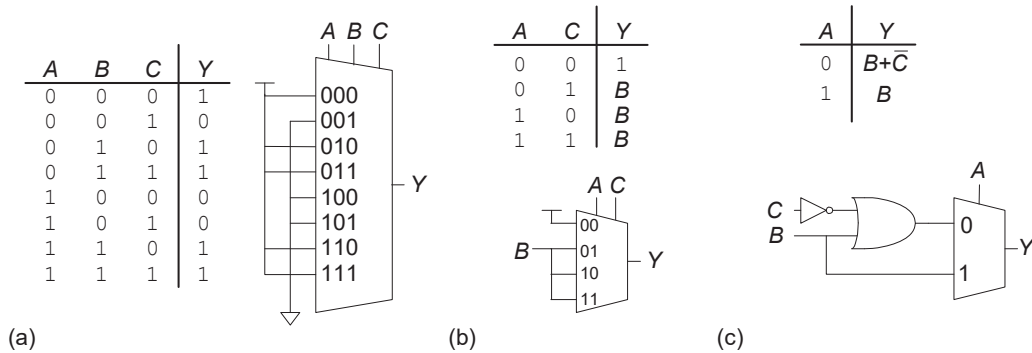 A B C Y
0 0 0 1
0 0 1 0
0 1 0 1
0 1 1 1
1 0 0 0
1 0 1 0
1 1 0 1
1 1 1 1
A B C
000
001
010
011
100
101
110
111
Y
(a)
A C Y
0 0 1
0 1 B
1 0 B
1 1 B
A C
00
01
10
11
B
Y
(b)
A Y
0 B+C̅
1 B
A
C
B
0
1
Y
(c)